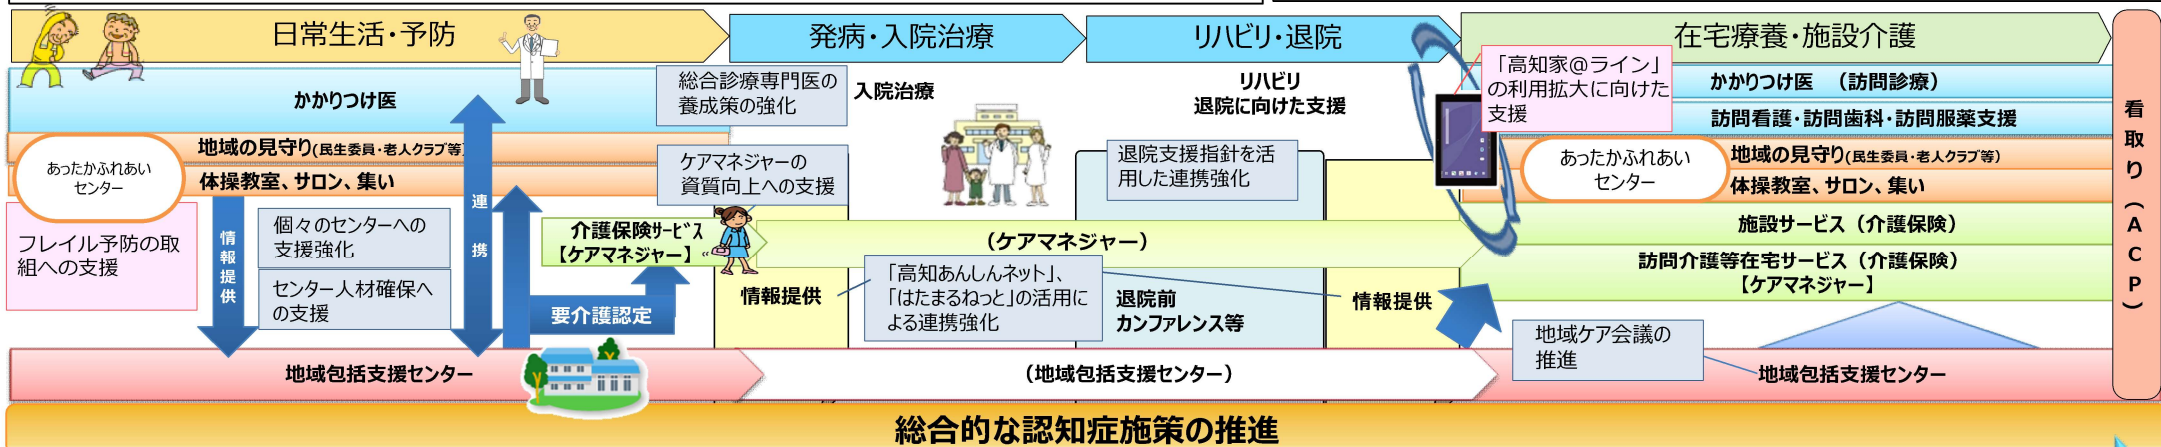 日常生活・予防
発病・入院治療
リハビリ・退院
在宅療養・施設介護
かかりつけ医
地域の見守り(民生委員・老人クラブ等)
体操教室、サロン、集い
あったかふれあい
センター
フレイル予防の取
組への支援
情報提供
個々のセンターへの
支援強化
センター人材確保へ
の支援
連携
介護保険サービス
【ケアマネジャー】
要介護認定
総合診療専門医の
養成策の強化
ケアマネジャーの
資質向上への支援
入院治療
リハビリ
退院に向けた支援
退院支援指針を活
用した連携強化
（ケアマネジャー）
情報提供
「高知あんしんネット」、
「はたまるねっと」の活用に
よる連携強化
退院前
カンファレンス等
情報提供
「高知家@ライン」
の利用拡大に向けた
支援
かかりつけ医　（訪問診療）
訪問看護・訪問歯科・訪問服薬支援
あったかふれあい
センター
地域の見守り(民生委員・老人クラブ等)
体操教室、サロン、集い
施設サービス（介護保険）
訪問介護等在宅サービス（介護保険）
【ケアマネジャー】
地域ケア会議の
推進
看取り（ＡＣＰ）
地域包括支援センター
（地域包括支援センター）
地域包括支援センター
総合的な認知症施策の推進